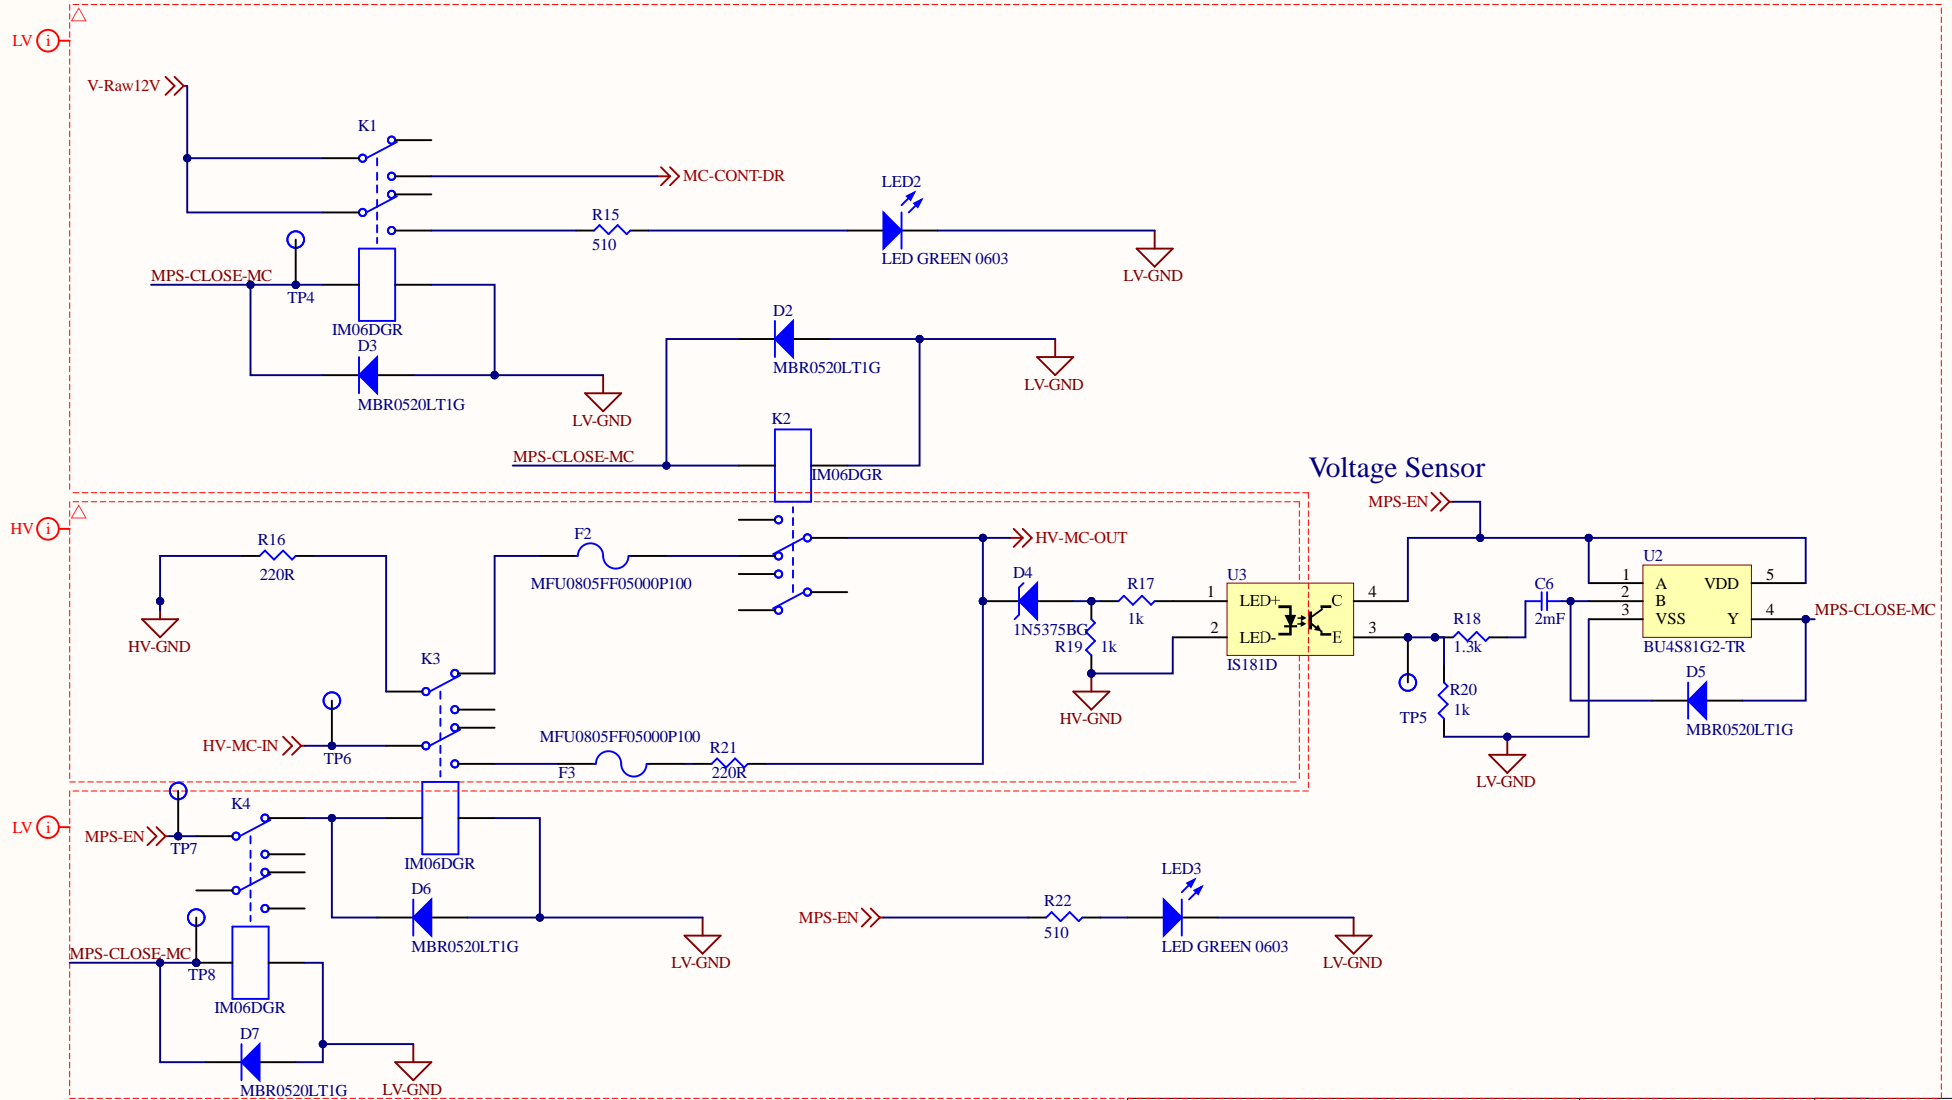 LV i
V-Raw12V
K1
MC-CONT-DR
LED2
R15
510
LED GREEN 0603
LV-GND
MPS-CLOSE-MC
TP4
IM06DGR
D3
MBR0520LT1G
LV-GND
D2
MBR0520LT1G
LV-GND
K2
MPS-CLOSE-MC
IM06DGR
Voltage Sensor
MPS-EN
HV i
R16
220R
HV-GND
F2
MFU0805FF05000P100
HV-MC-OUT
D4
1N5375BG
R17
1k
R19 1k
HV-GND
U3
1 LED+ C 4
2 LED- E 3
IS181D
R18
1.3k
C6
2mF
U2
1 A VDD 5
2 B
3 VSS Y 4
BU4S81G2-TR
MPS-CLOSE-MC
D5
MBR0520LT1G
TP5
R20
1k
LV-GND
K3
HV-MC-IN
TP6
MFU0805FF05000P100
F3
R21
220R
LV i
K4
MPS-EN
TP7
IM06DGR
D6
MBR0520LT1G
LV-GND
MPS-CLOSE-MC
TP8
IM06DGR
D7
MBR0520LT1G
LV-GND
MPS-EN
R22
510
LED3
LED GREEN 0603
LV-GND